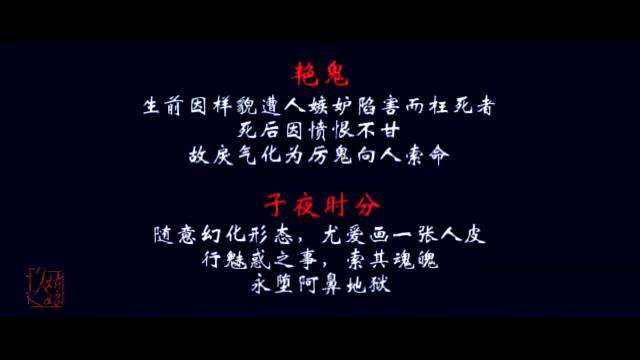 艳鬼
生前因样貌遭人嫉妒陷害而枉死者
死后因愤恨不甘
故戾气化为厉鬼向人索命
子夜时分
随意幻化形态，尤爱画一张人皮
行魅惑之事，索其魂魄
永堕阿鼻地狱